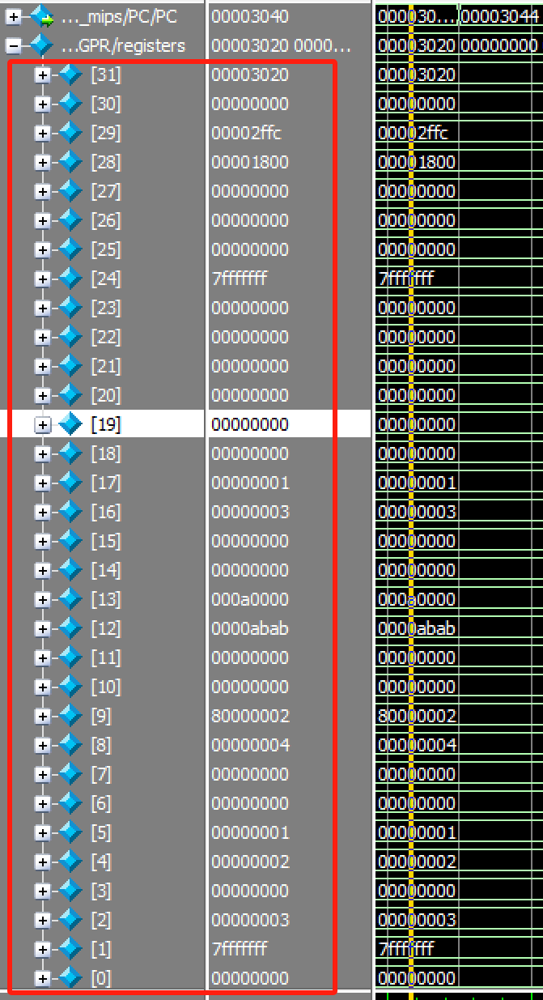 ..._mips/PC/PC 00003040 000030... 00003044
...GPR/registers 00003020 0000... 00003020 00000000
[31] 00003020 00003020
[30] 00000000 00000000
[29] 00002ffc 00002ffc
[28] 00001800 00001800
[27] 00000000 00000000
[26] 00000000 00000000
[25] 00000000 00000000
[24] 7fffffff 7fffffff
[23] 00000000 00000000
[22] 00000000 00000000
[21] 00000000 00000000
[20] 00000000 00000000
[19] 00000000 00000000
[18] 00000000 00000000
[17] 00000001 00000001
[16] 00000003 00000003
[15] 00000000 00000000
[14] 00000000 00000000
[13] 000a0000 000a0000
[12] 0000abab 0000abab
[11] 00000000 00000000
[10] 00000000 00000000
[9] 80000002 80000002
[8] 00000004 00000004
[7] 00000000 00000000
[6] 00000000 00000000
[5] 00000001 00000001
[4] 00000002 00000002
[3] 00000000 00000000
[2] 00000003 00000003
[1] 7fffffff 7fffffff
[0] 00000000 00000000